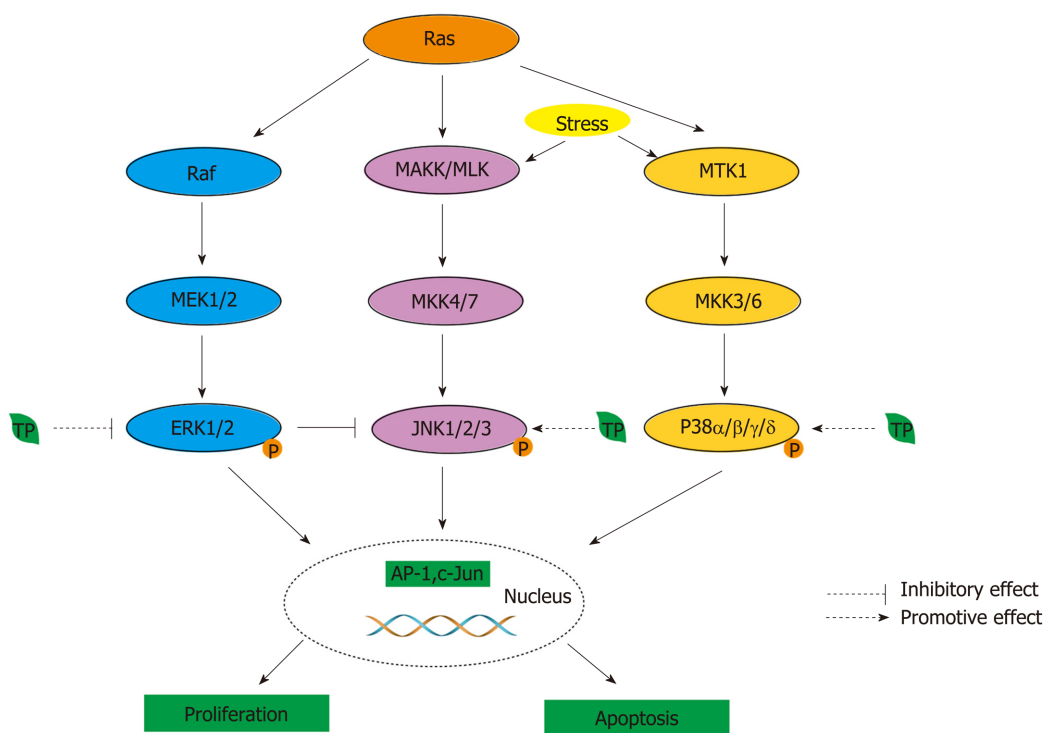 Ras
Stress
Raf
MAKK/MLK
MTK1
MEK1/2
MKK4/7
MKK3/6
TP
ERK1/2
P
JNK1/2/3
P
TP
P38α/β/γ/δ
P
TP
AP-1,c-Jun
Nucleus
Inhibitory effect
Promotive effect
Proliferation
Apoptosis